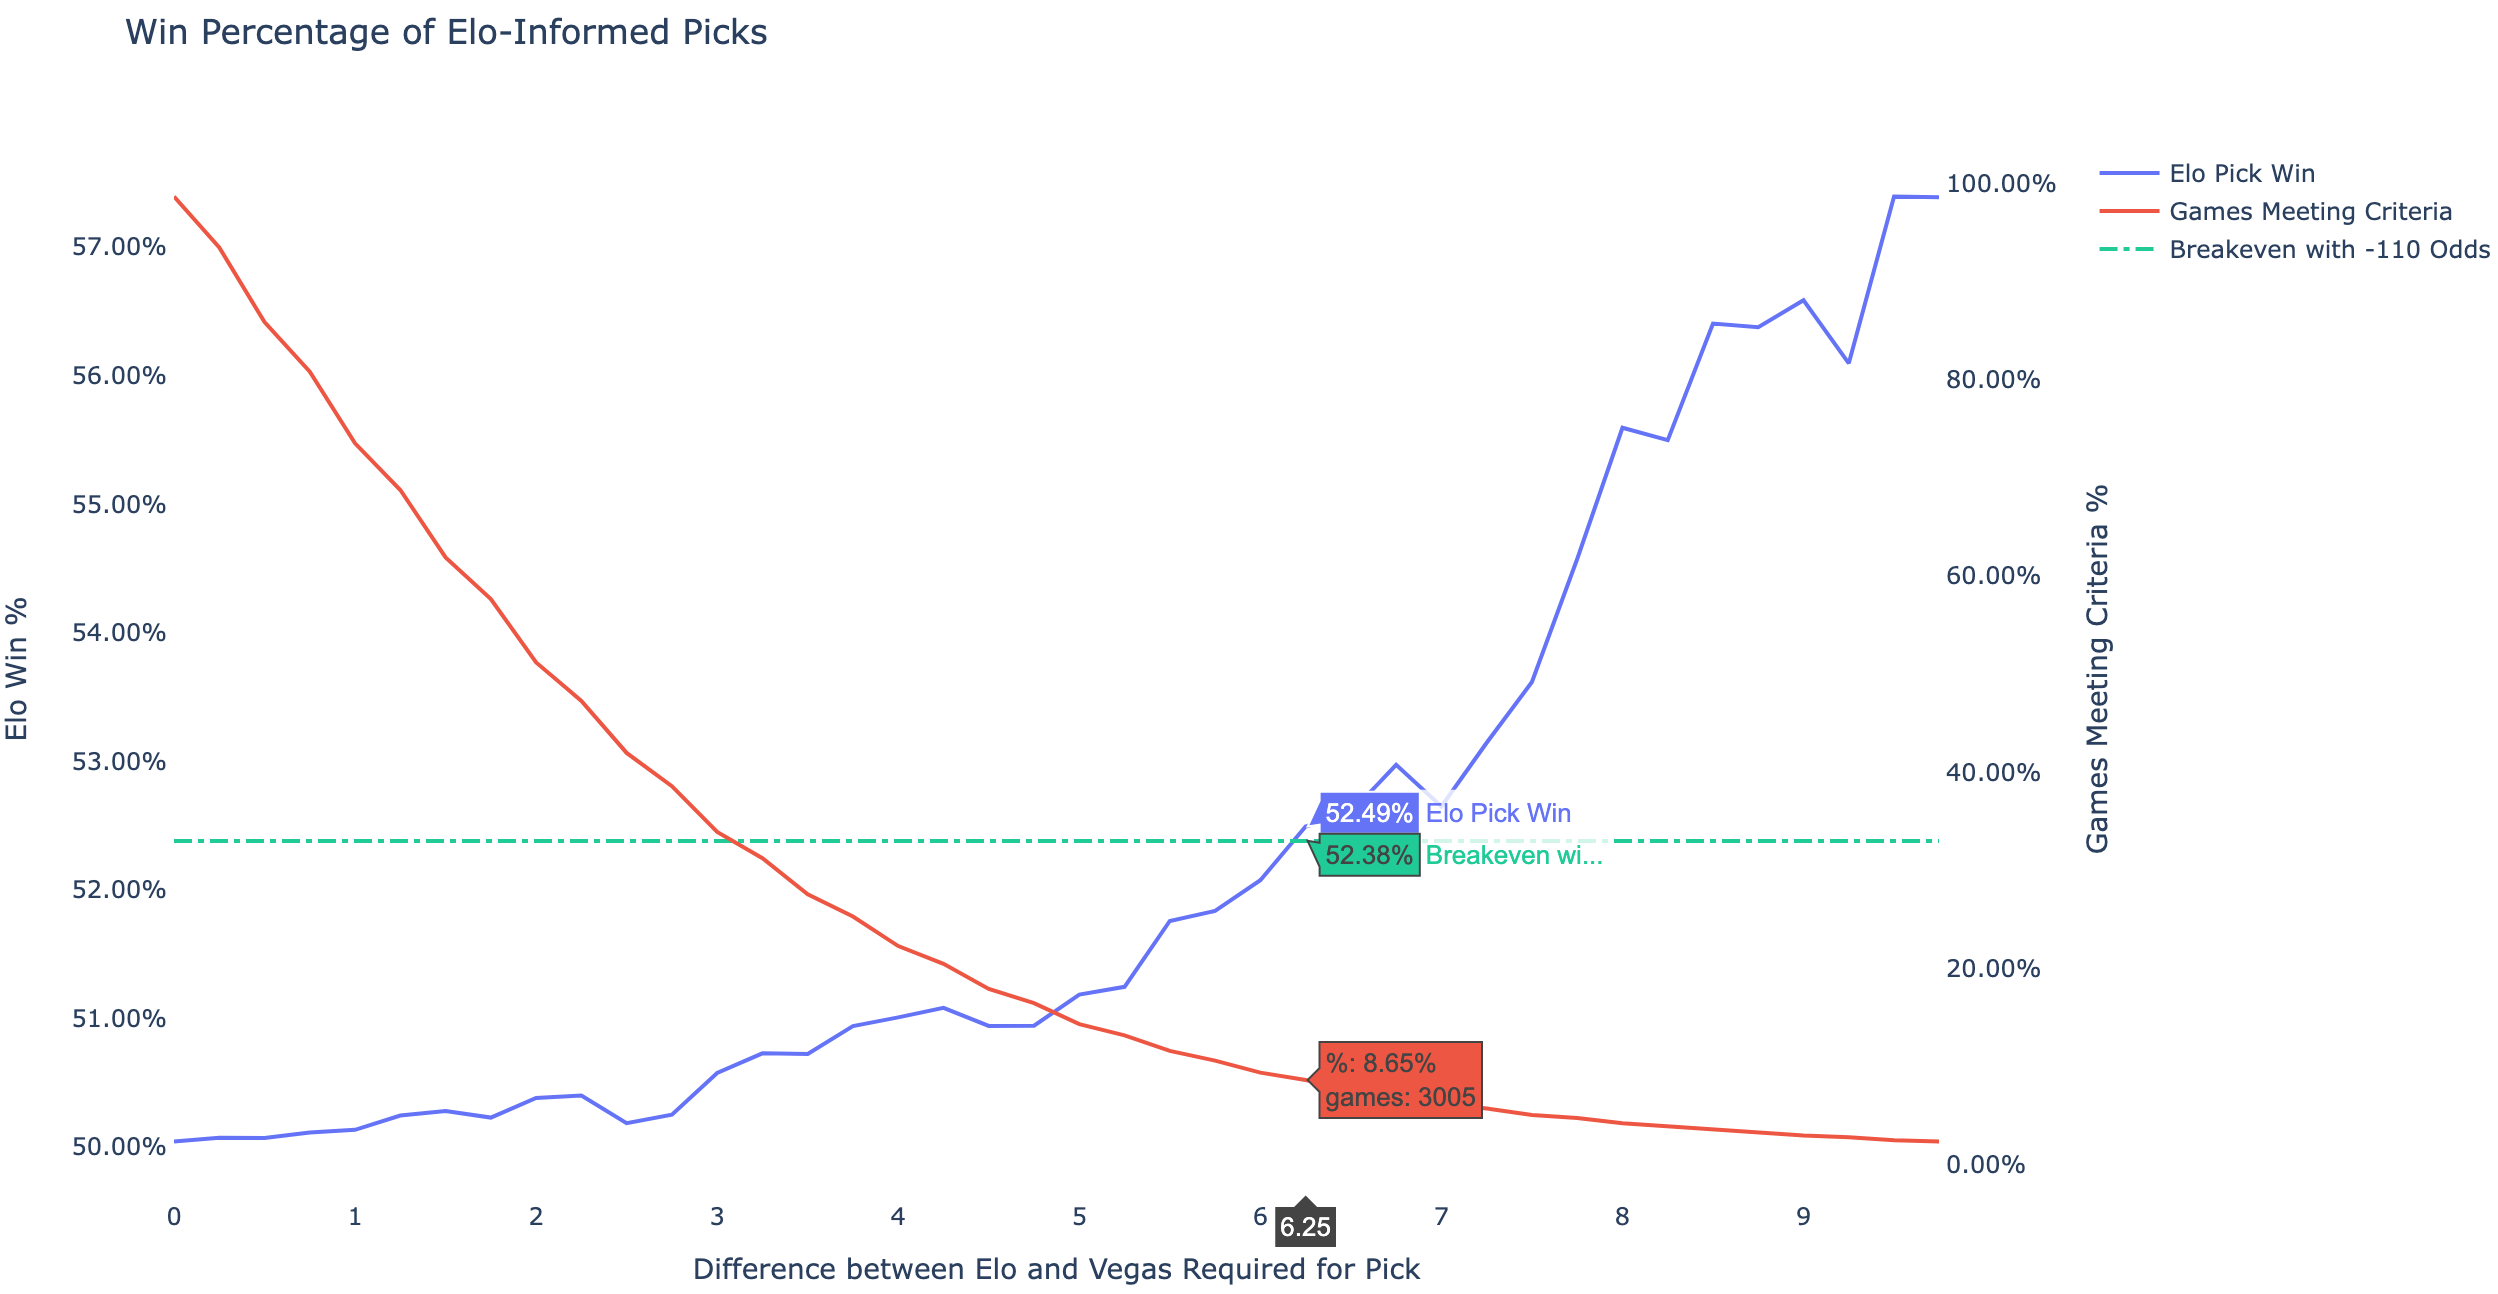 Win Percentage of Elo-Informed Picks
Elo Pick Win
Games Meeting Criteria
Breakeven with -110 Odds
Elo Win %
57.00%
56.00%
55.00%
54.00%
53.00%
52.00%
51.00%
50.00%
100.00%
80.00%
60.00%
40.00%
20.00%
0.00%
Games Meeting Criteria %
52.49% Elo Pick Win
52.38% Breakeven wi...
%: 8.65%
games: 3005
0 1 2 3 4 5 6 7 8 9
6.25
Difference between Elo and Vegas Required for Pick